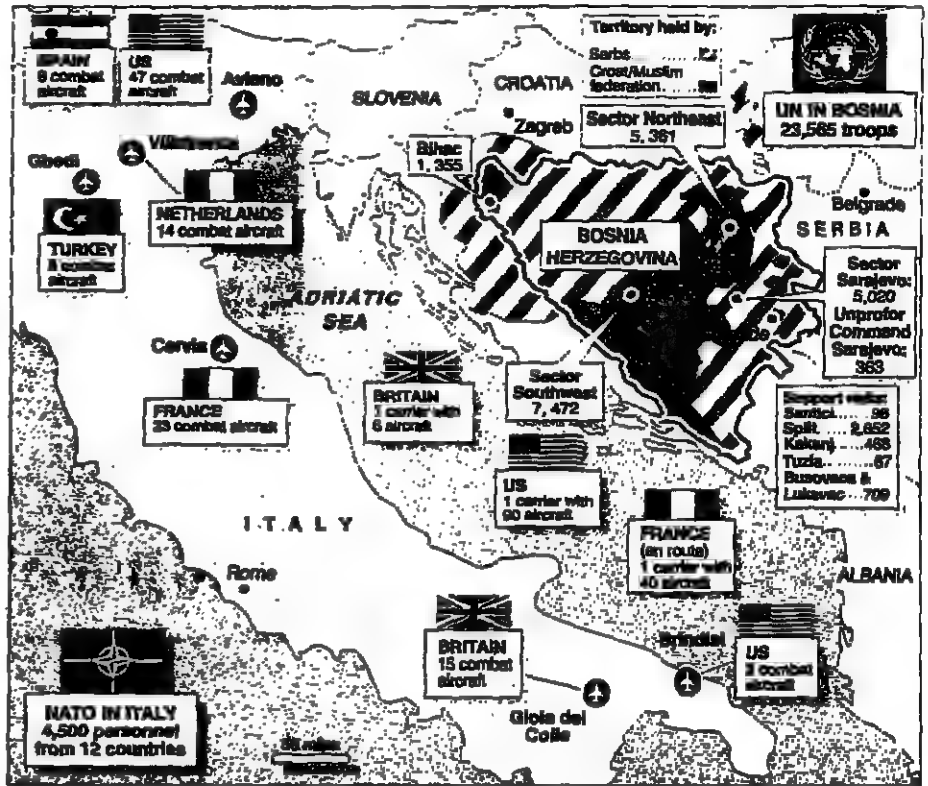 SPAIN
9 combat
aircraft
US
47 combat
aircraft
Aviano
SLOVENIA
CROATIA
Zagreb
Territory held by:
Serbs
Croat/Muslim
federation
UN IN BOSNIA
23,565 troops
Sector Northeast
5,361
Bihac
1,355
Ghedi
Villafranca
TURKEY
combat
aircraft
NETHERLANDS
14 combat aircraft
BOSNIA
HERZEGOVINA
Belgrade
SERBIA
Sector
Sarajevo:
5,020
Unprofor
Command
Sarajevo:
363
ADRIATIC
SEA
Cervia
FRANCE
combat aircraft
BRITAIN
1 carrier with
6 aircraft
Sector
Southwest
7,472
Support units:
Santici
Split
Kakanj
Tuzla
Busovaca &
Lukavac
US
1 carrier with
aircraft
FRANCE
(en route)
1 carrier with
40 aircraft
ITALY
Rome
ALBANIA
BRITAIN
15 combat
aircraft
Gioia del
Colle
Brindisi
US
combat
aircraft
NATO IN ITALY
4,500 personnel
from 12 countries
miles